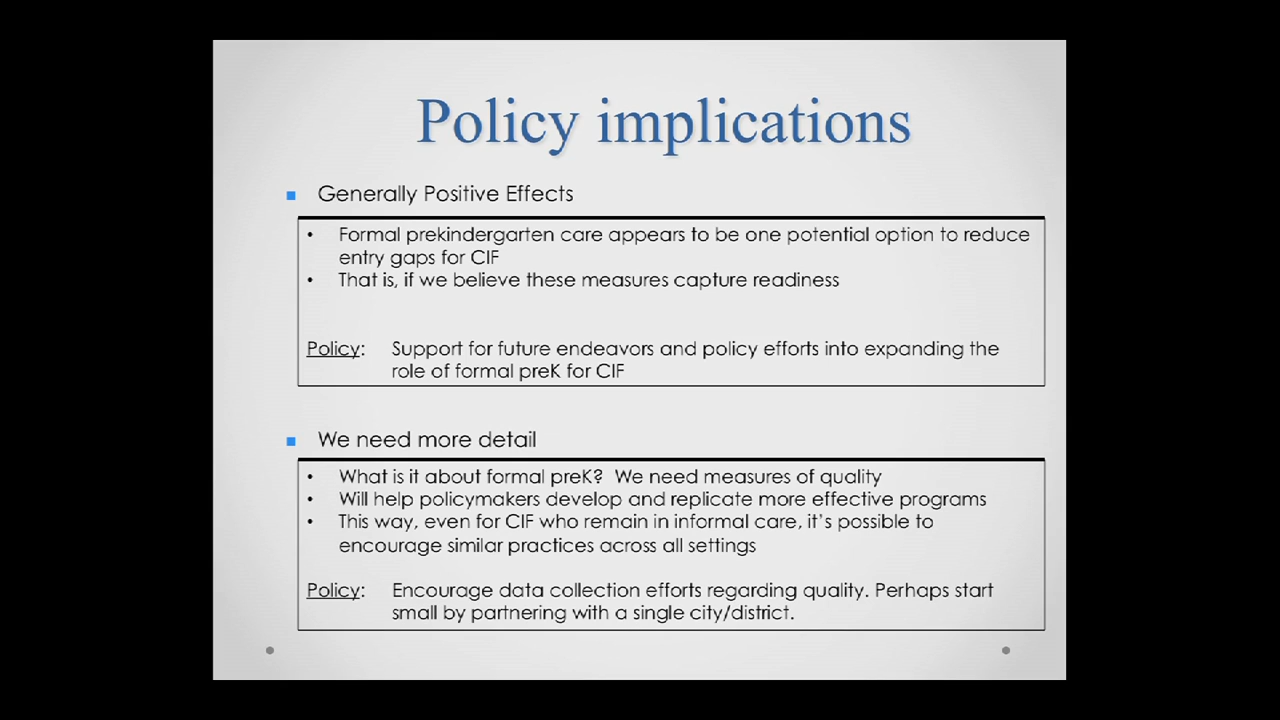 Policy implications
Generally Positive Effects
• Formal prekindergarten care appears to be one potential option to reduce
entry gaps for CIF
• That is, if we believe these measures capture readiness
Policy: Support for future endeavors and policy efforts into expanding the
role of formal preK for CIF
We need more detail
• What is it about formal preK? We need measures of quality
• Will help policymakers develop and replicate more effective programs
• This way, even for CIF who remain in informal care, it's possible to
encourage similar practices across all settings
Policy: Encourage data collection efforts regarding quality. Perhaps start
small by partnering with a single city/district.